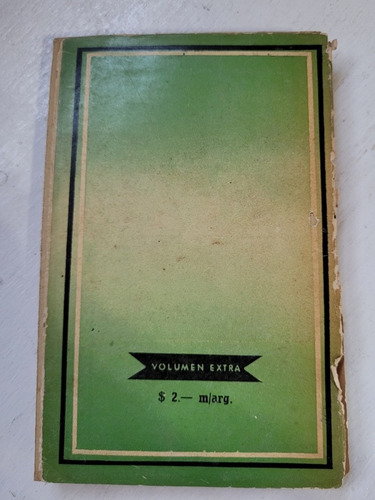 VOLUMEN EXTRA
$ 2.— m/arg.